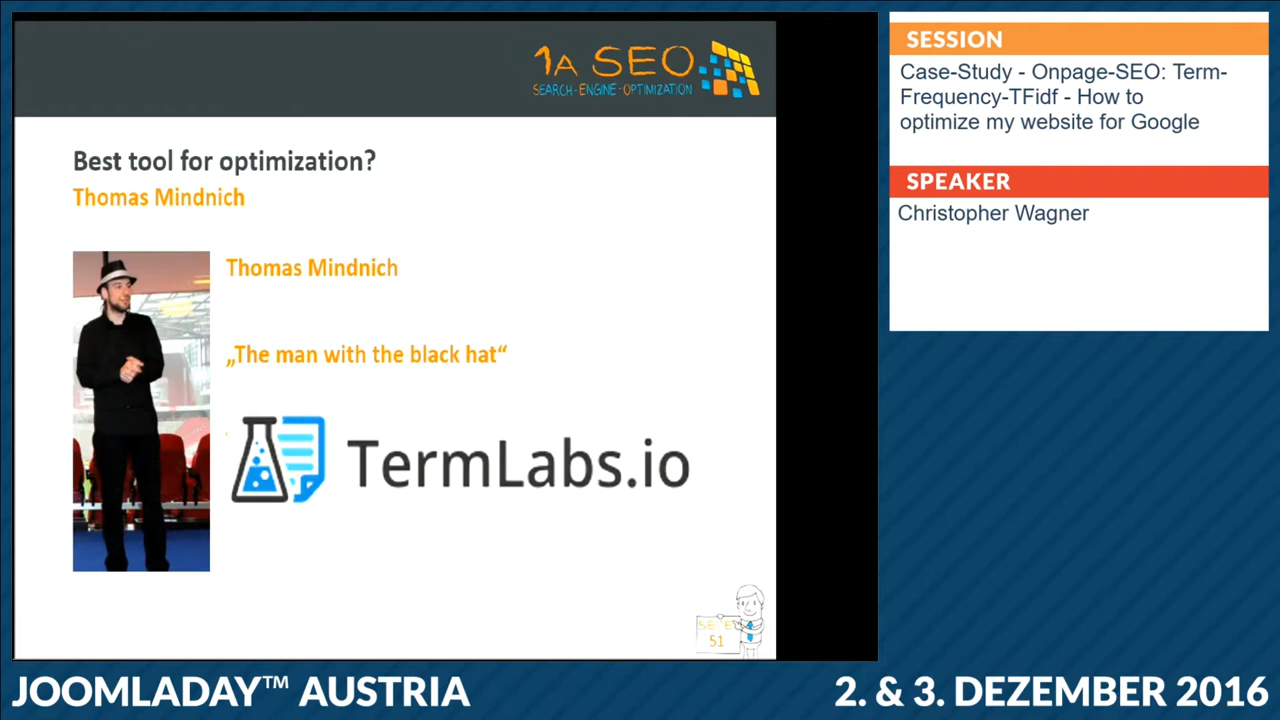 1A SEO
SEARCH-ENGINE-OPTIMIZATION
Best tool for optimization?
Thomas Mindnich
Thomas Mindnich
„The man with the black hat“
TermLabs.io
SEITE
51
SESSION
Case-Study - Onpage-SEO: Term-
Frequency-TFidf - How to
optimize my website for Google
SPEAKER
Christopher Wagner
JOOMLADAY™ AUSTRIA
2. & 3. DEZEMBER 2016